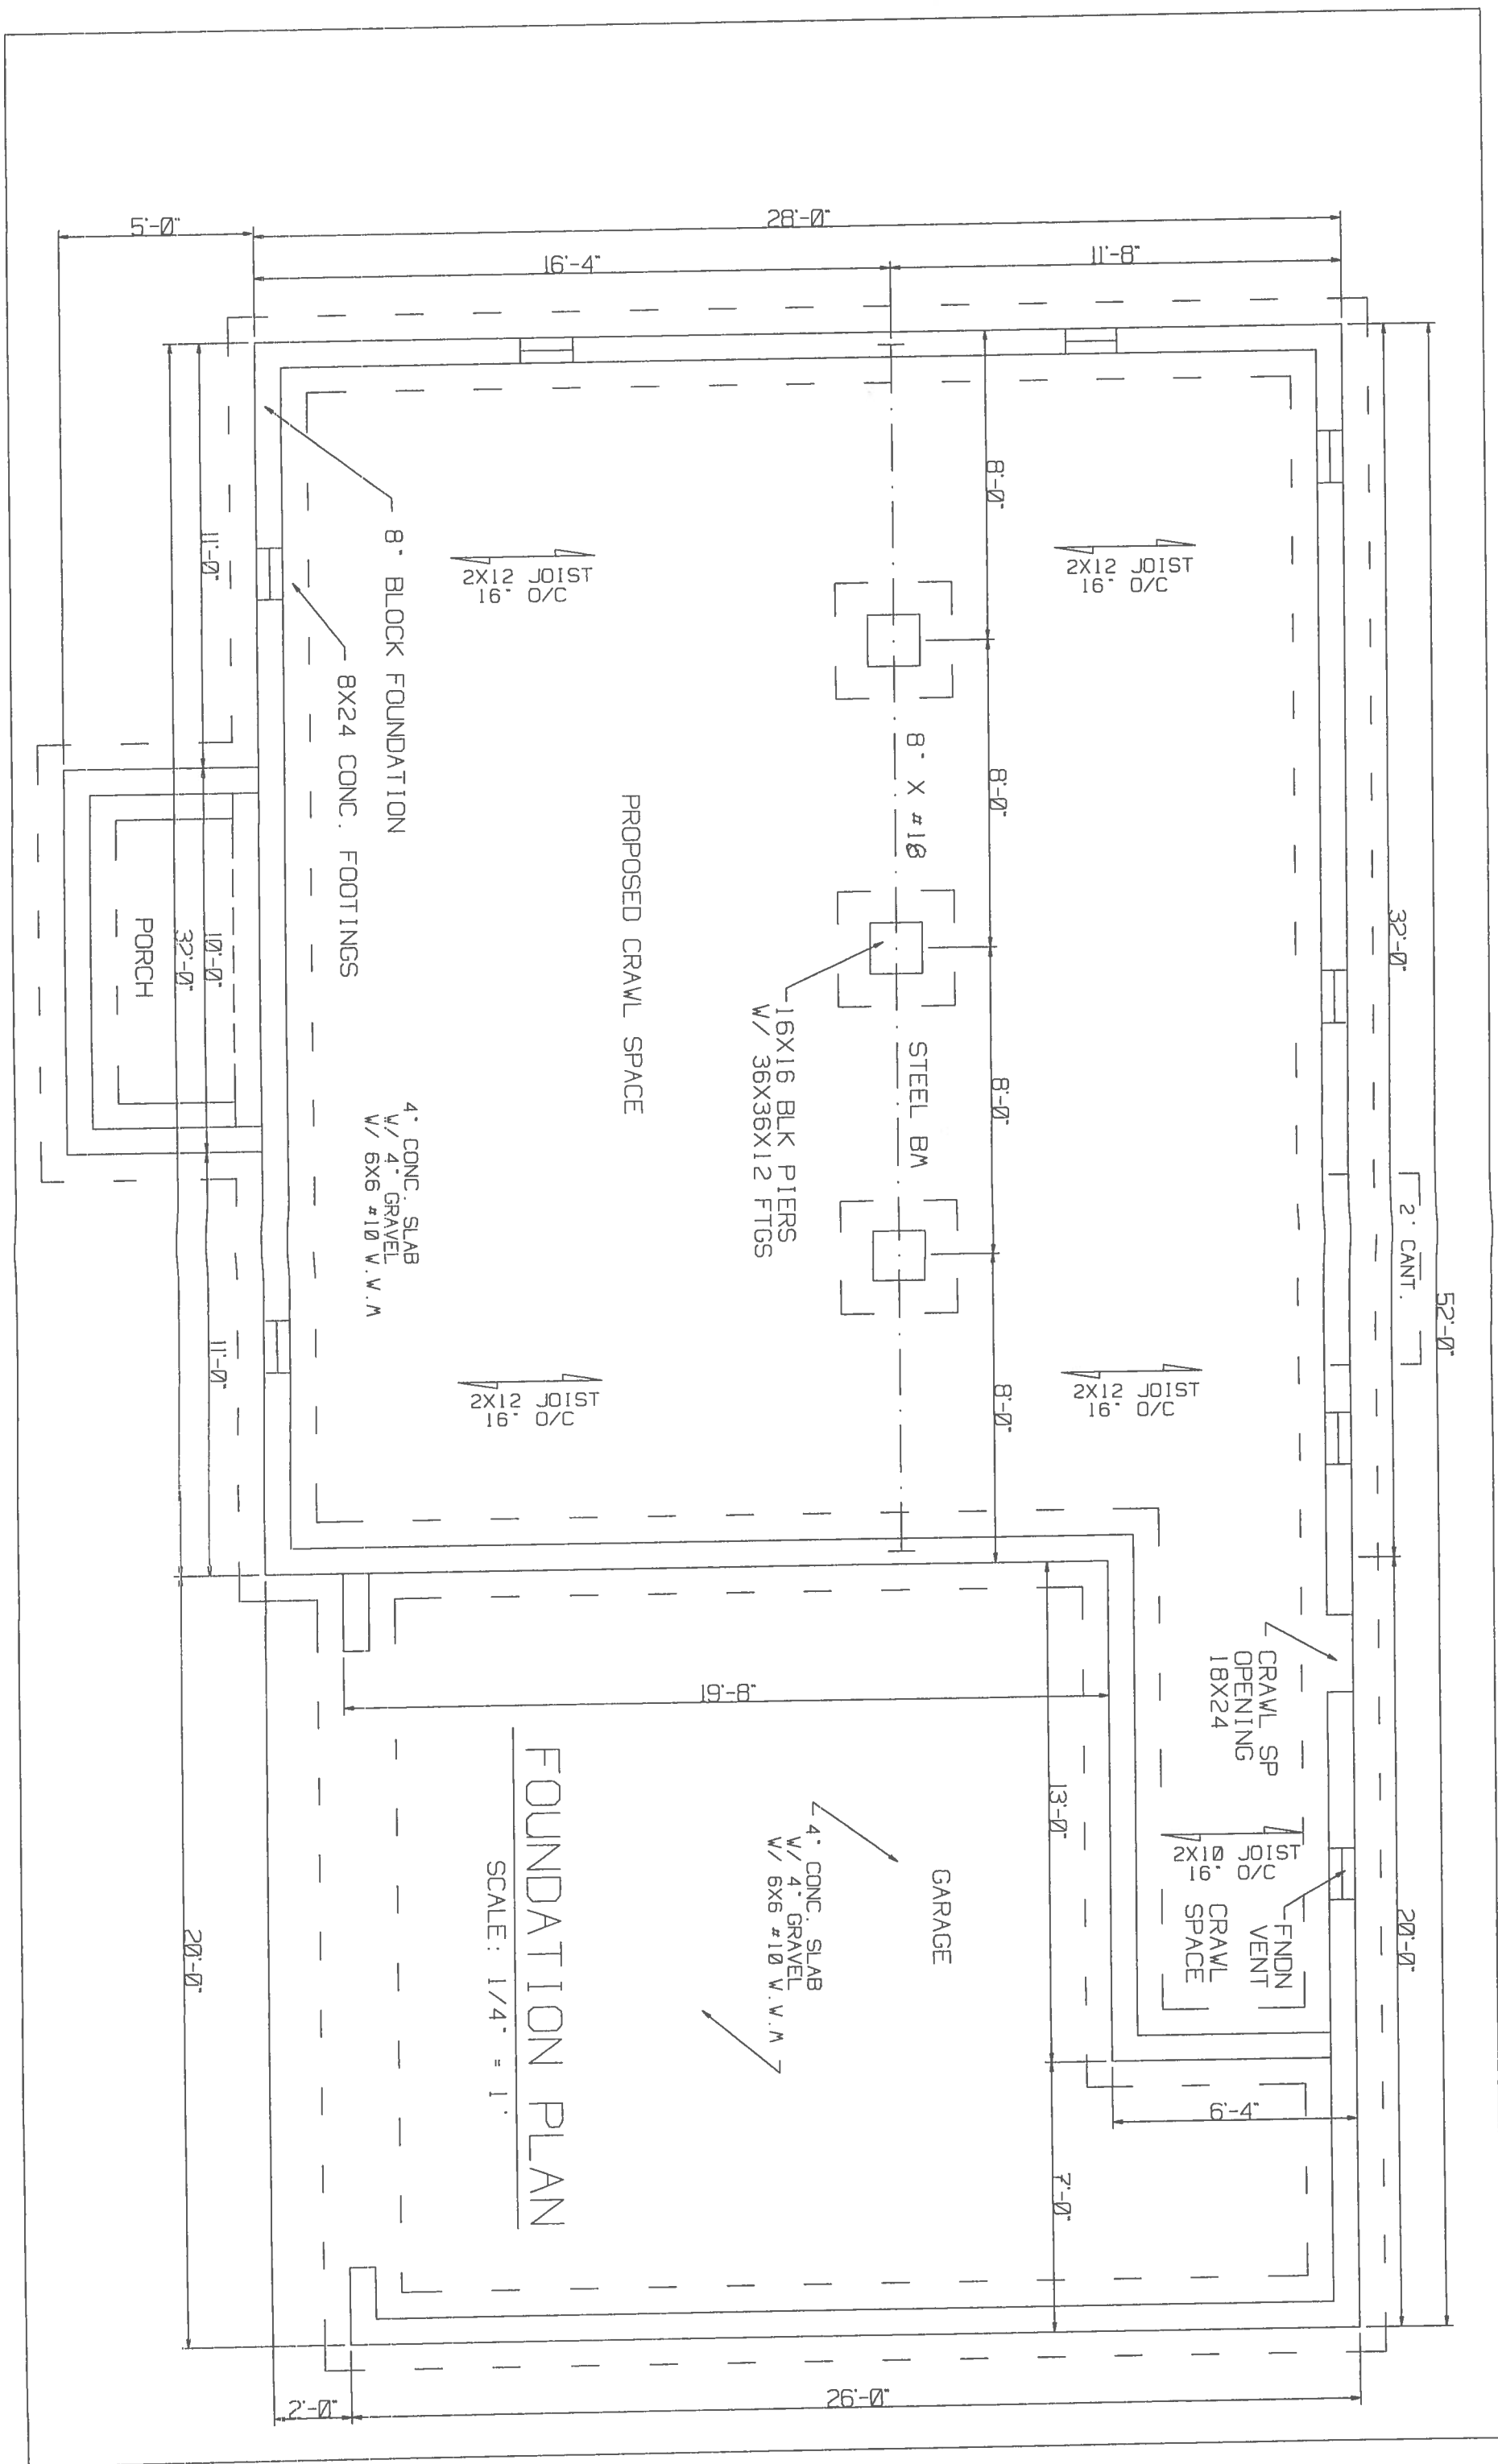 52'-0"
32'-0"
20'-0"
2' CANT.
28'-0"
11'-8"
16'-4"
5'-0"
2X12 JOIST
16" O/C
2X12 JOIST
16" O/C
CRAWL SP
OPENING
18X24
2X10 JOIST
16" O/C
FNDN
VENT
CRAWL
SPACE
6'-4"
8'-0"
8'-0"
8'-0"
8'-0"
13'-0"
7'-0"
8" X #18
STEEL BM
16X16 BLK PIERS
W/ 36X36X12 FTGS
GARAGE
4" CONC. SLAB
W/ 4" GRAVEL
W/ 6X6 #10 W.W.M
19'-8"
26'-0"
2'-0"
PROPOSED CRAWL SPACE
2X12 JOIST
16" O/C
2X12 JOIST
16" O/C
8" BLOCK FOUNDATION
8X24 CONC. FOOTINGS
4" CONC. SLAB
W/ 4" GRAVEL
W/ 6X6 #10 W.W.M
FOUNDATION PLAN
SCALE: 1/4" = 1'
11'-0"
10'-0"
11'-0"
32'-0"
20'-0"
PORCH